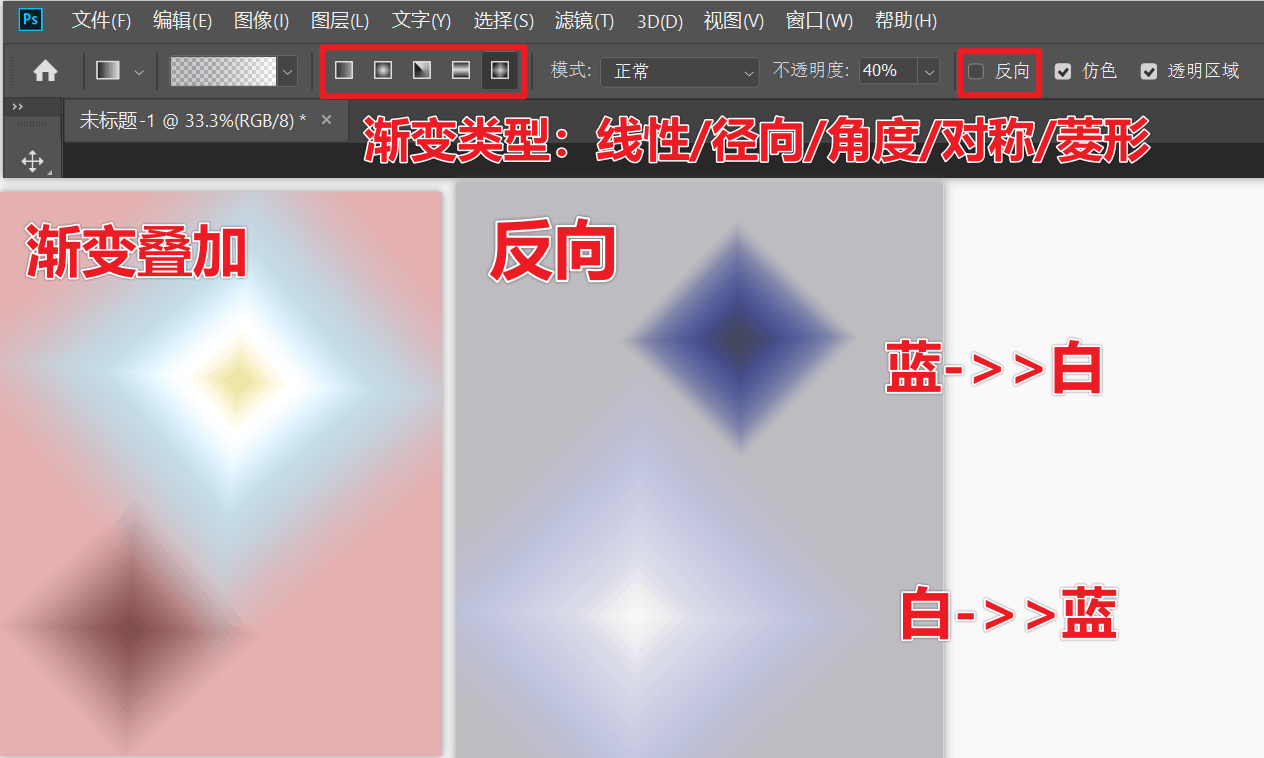 Ps 文件(F) 编辑(E) 图像(I) 图层(L) 文字(Y) 选择(S) 滤镜(T) 3D(D) 视图(V) 窗口(W) 帮助(H)
模式: 正常 不透明度: 40% 反向 仿色 透明区域
未标题-1 @ 33.3%(RGB/8) * ×
渐变类型：线性/径向/角度/对称/菱形
渐变叠加
反向
蓝->>白
白->>蓝